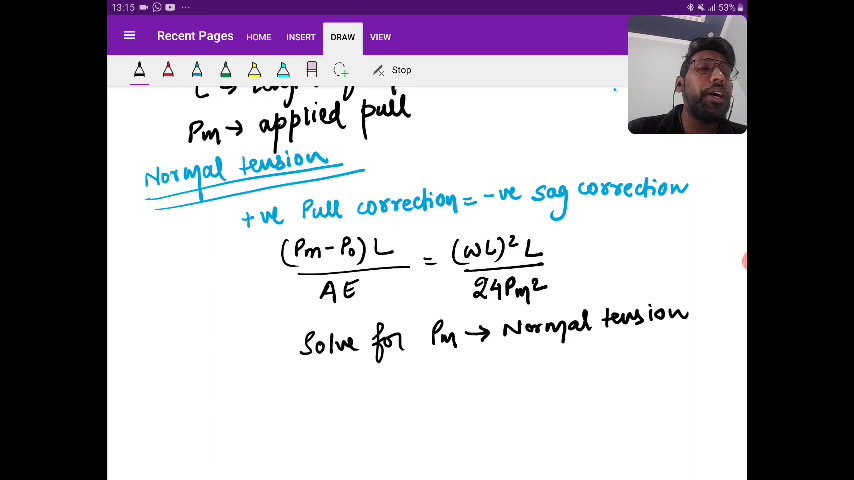 13:15 53%
Recent Pages HOME INSERT DRAW VIEW
Stop
L →
Pm → applied pull
Normal tension
+ve Pull correction = -ve sag correction
(Pm - P₀) L / AE = (WL)² L / 24Pm²
Solve for Pm → Normal tension